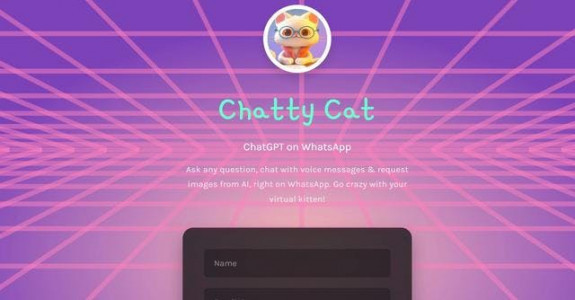 Chatty Cat
ChatGPT on WhatsApp
Ask any question, chat with voice messages & request
images from AI, right on WhatsApp. Go crazy with your
virtual kitten!
Name